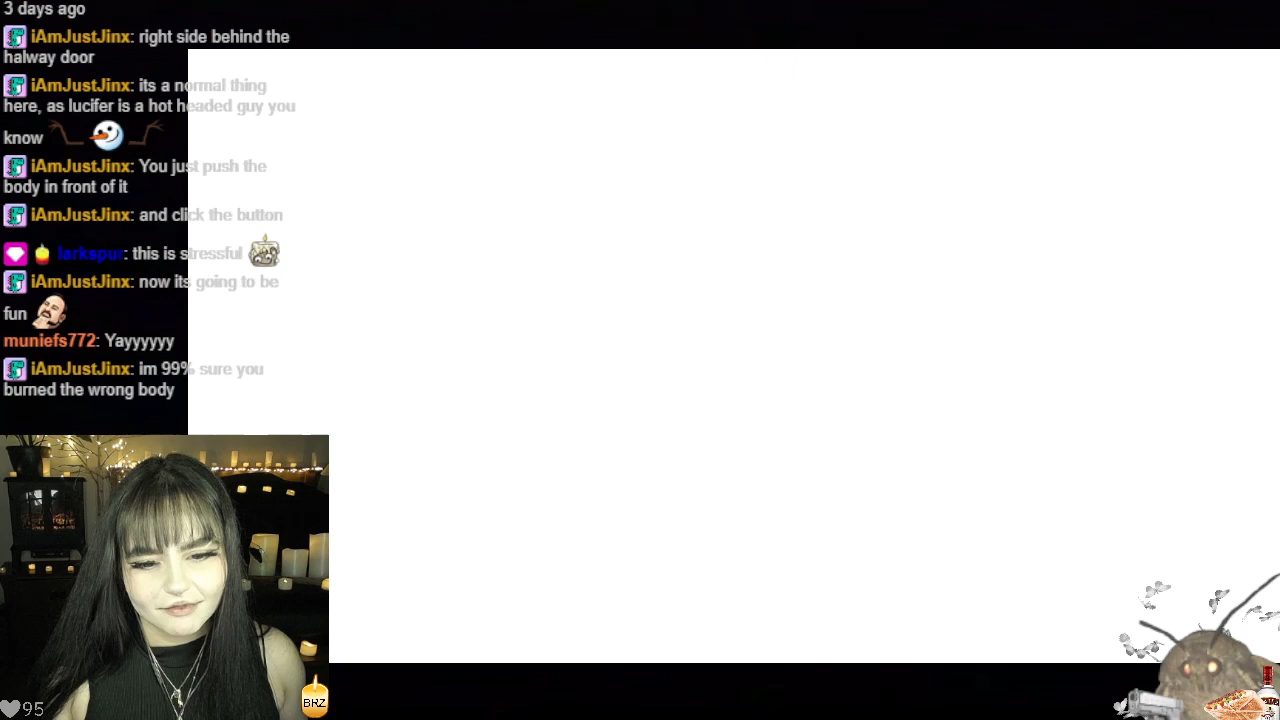 3 days ago
iAmJustJinx: right side behind the
halway door
iAmJustJinx: its a normal thing
here, as lucifer is a hot headed guy you
know
iAmJustJinx: You just push the
body in front of it
iAmJustJinx: and click the button
larkspur: this is stressful
iAmJustJinx: now its going to be
fun
muniefs772: Yayyyyyy
iAmJustJinx: im 99% sure you
burned the wrong body
95
BRZ